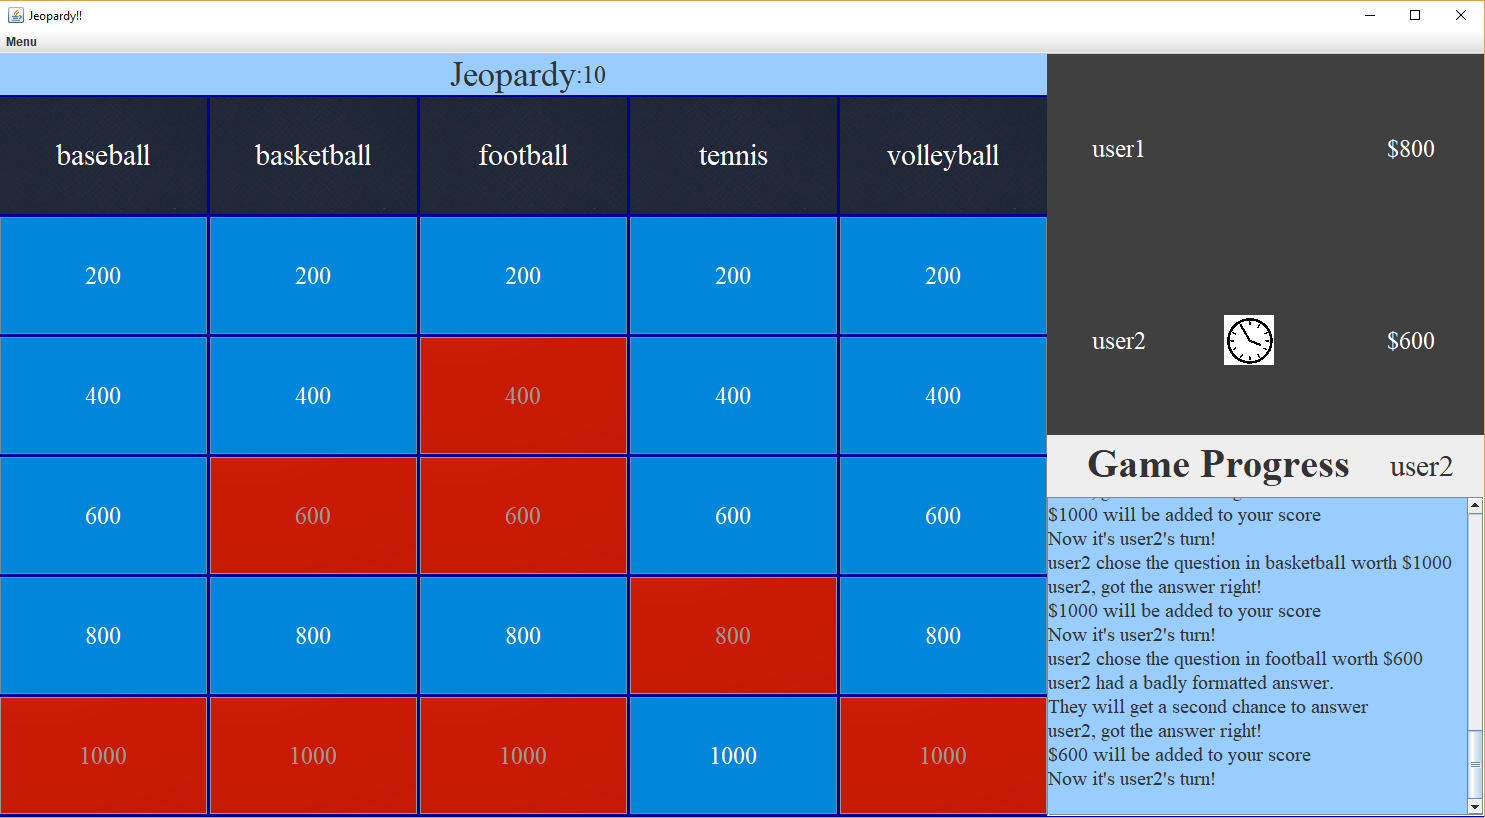 Jeopardy!!
Menu
Jeopardy:10
baseball basketball football tennis volleyball
200 200 200 200 200
400 400 400 400 400
600 600 600 600 600
800 800 800 800 800
1000 1000 1000 1000 1000
user1 $800
user2 $600
Game Progress user2
$1000 will be added to your score
Now it's user2's turn!
user2 chose the question in basketball worth $1000
user2, got the answer right!
$1000 will be added to your score
Now it's user2's turn!
user2 chose the question in football worth $600
user2 had a badly formatted answer.
They will get a second chance to answer
user2, got the answer right!
$600 will be added to your score
Now it's user2's turn!